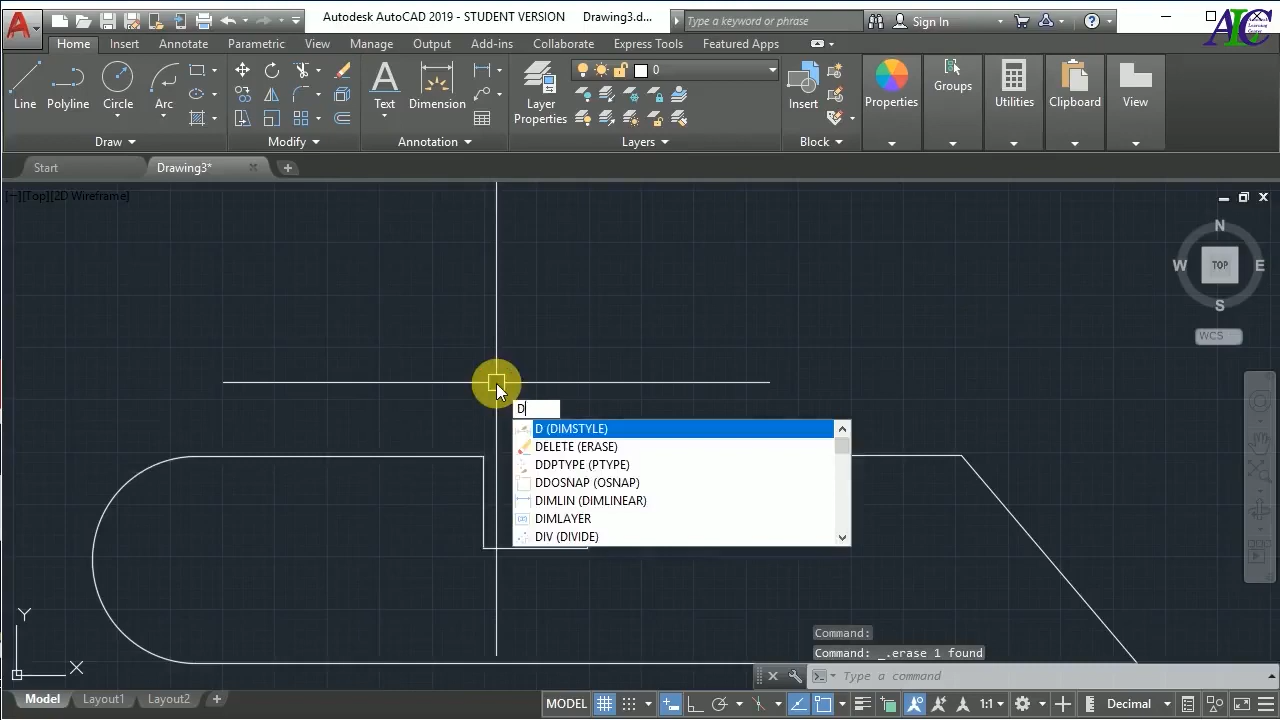 Autodesk AutoCAD 2019 - STUDENT VERSION Drawing3.d...
Type a keyword or phrase
Sign In
AIC
Home Insert Annotate Parametric View Manage Output Add-ins Collaborate Express Tools Featured Apps
0
Line Polyline Circle Arc Text Dimension Layer Properties Insert Properties Groups Utilities Clipboard View
Draw Modify Annotation Layers Block
Start Drawing3*
[—][Top][2D Wireframe]
N
W TOP E
S
WCS
D
D (DIMSTYLE)
DELETE (ERASE)
DDPTYPE (PTYPE)
DDOSNAP (OSNAP)
DIMLIN (DIMLINEAR)
DIMLAYER
DIV (DIVIDE)
Y
X
Command:
Command: _.erase 1 found
Type a command
Model Layout1 Layout2
MODEL 1:1 Decimal